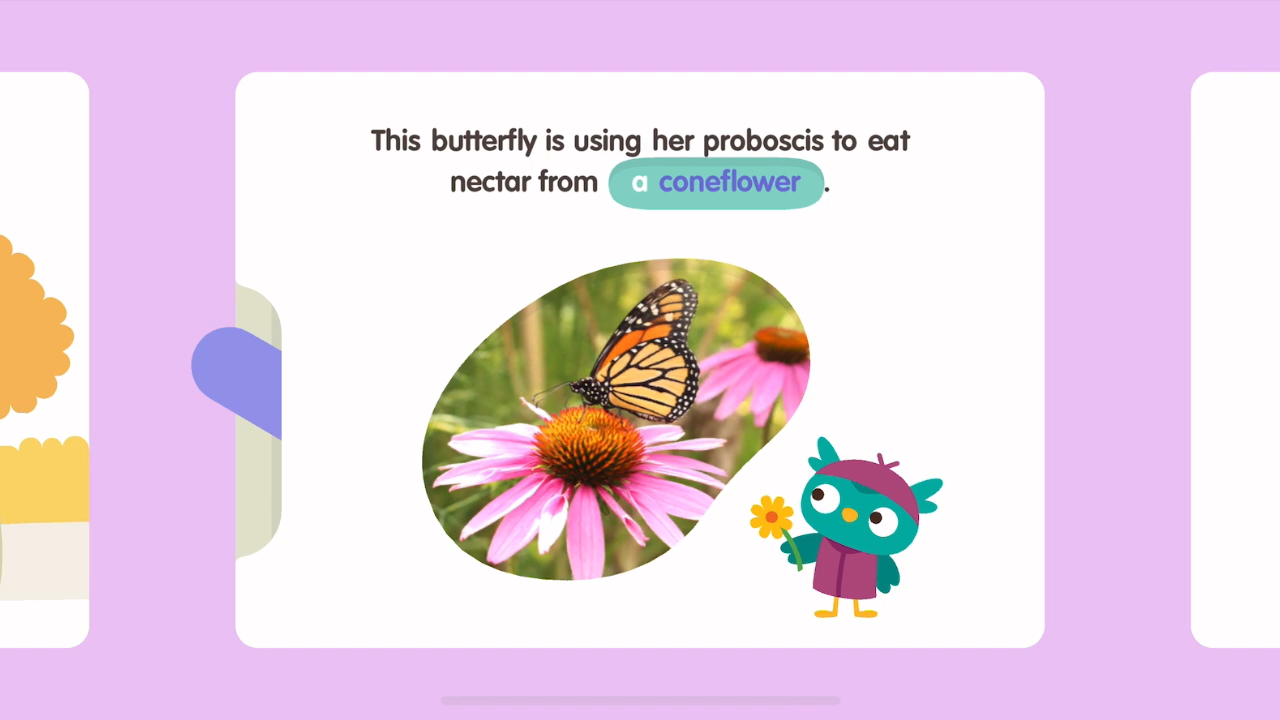 This butterfly is using her proboscis to eat
nectar from a coneflower.